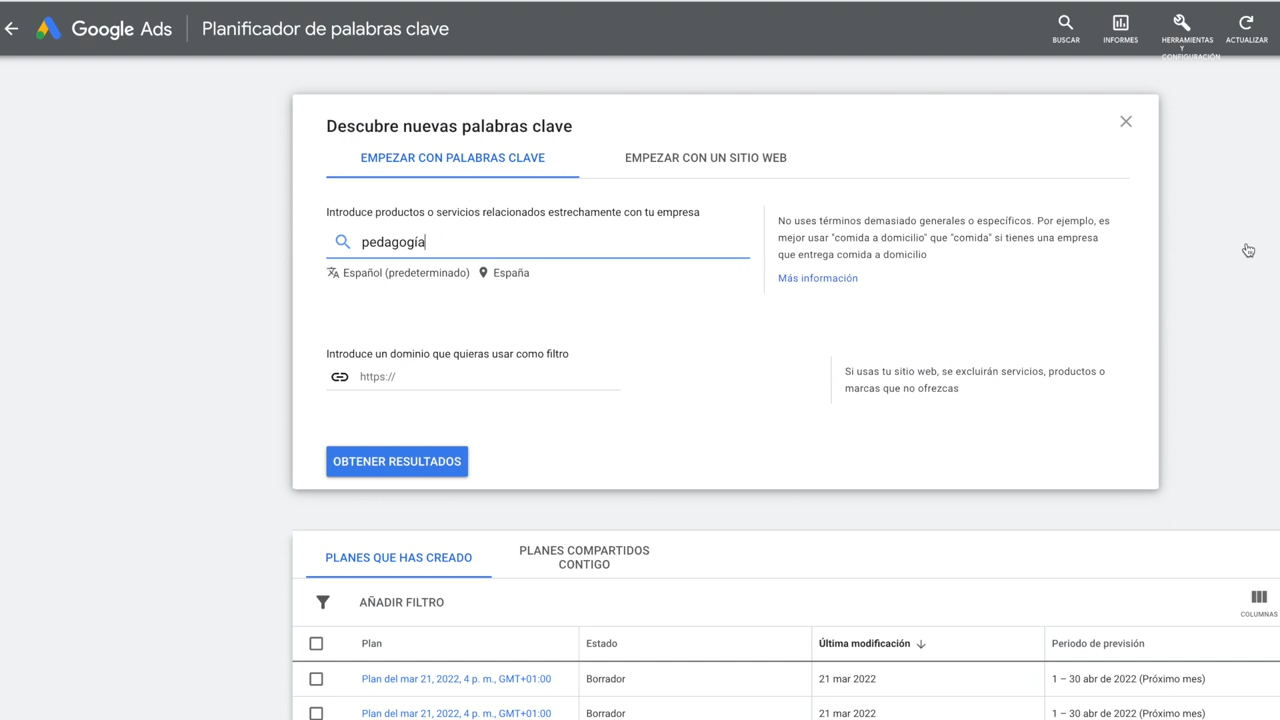 Google Ads
Planificador de palabras clave
BUSCAR
INFORMES
HERRAMIENTAS
Y
CONFIGURACIÓN
ACTUALIZAR
Descubre nuevas palabras clave
EMPEZAR CON PALABRAS CLAVE
EMPEZAR CON UN SITIO WEB
Introduce productos o servicios relacionados estrechamente con tu empresa
pedagogía
Español (predeterminado)
España
No uses términos demasiado generales o específicos. Por ejemplo, es
mejor usar "comida a domicilio" que "comida" si tienes una empresa
que entrega comida a domicilio
Más información
Introduce un dominio que quieras usar como filtro
https://
Si usas tu sitio web, se excluirán servicios, productos o
marcas que no ofrezcas
OBTENER RESULTADOS
PLANES QUE HAS CREADO
PLANES COMPARTIDOS
CONTIGO
AÑADIR FILTRO
COLUMNAS
Plan
Estado
Última modificación
Periodo de previsión
Plan del mar 21, 2022, 4 p. m., GMT+01:00
Borrador
21 mar 2022
1 – 30 abr de 2022 (Próximo mes)
Plan del mar 21, 2022, 4 p. m., GMT+01:00
Borrador
21 mar 2022
1 – 30 abr de 2022 (Próximo mes)